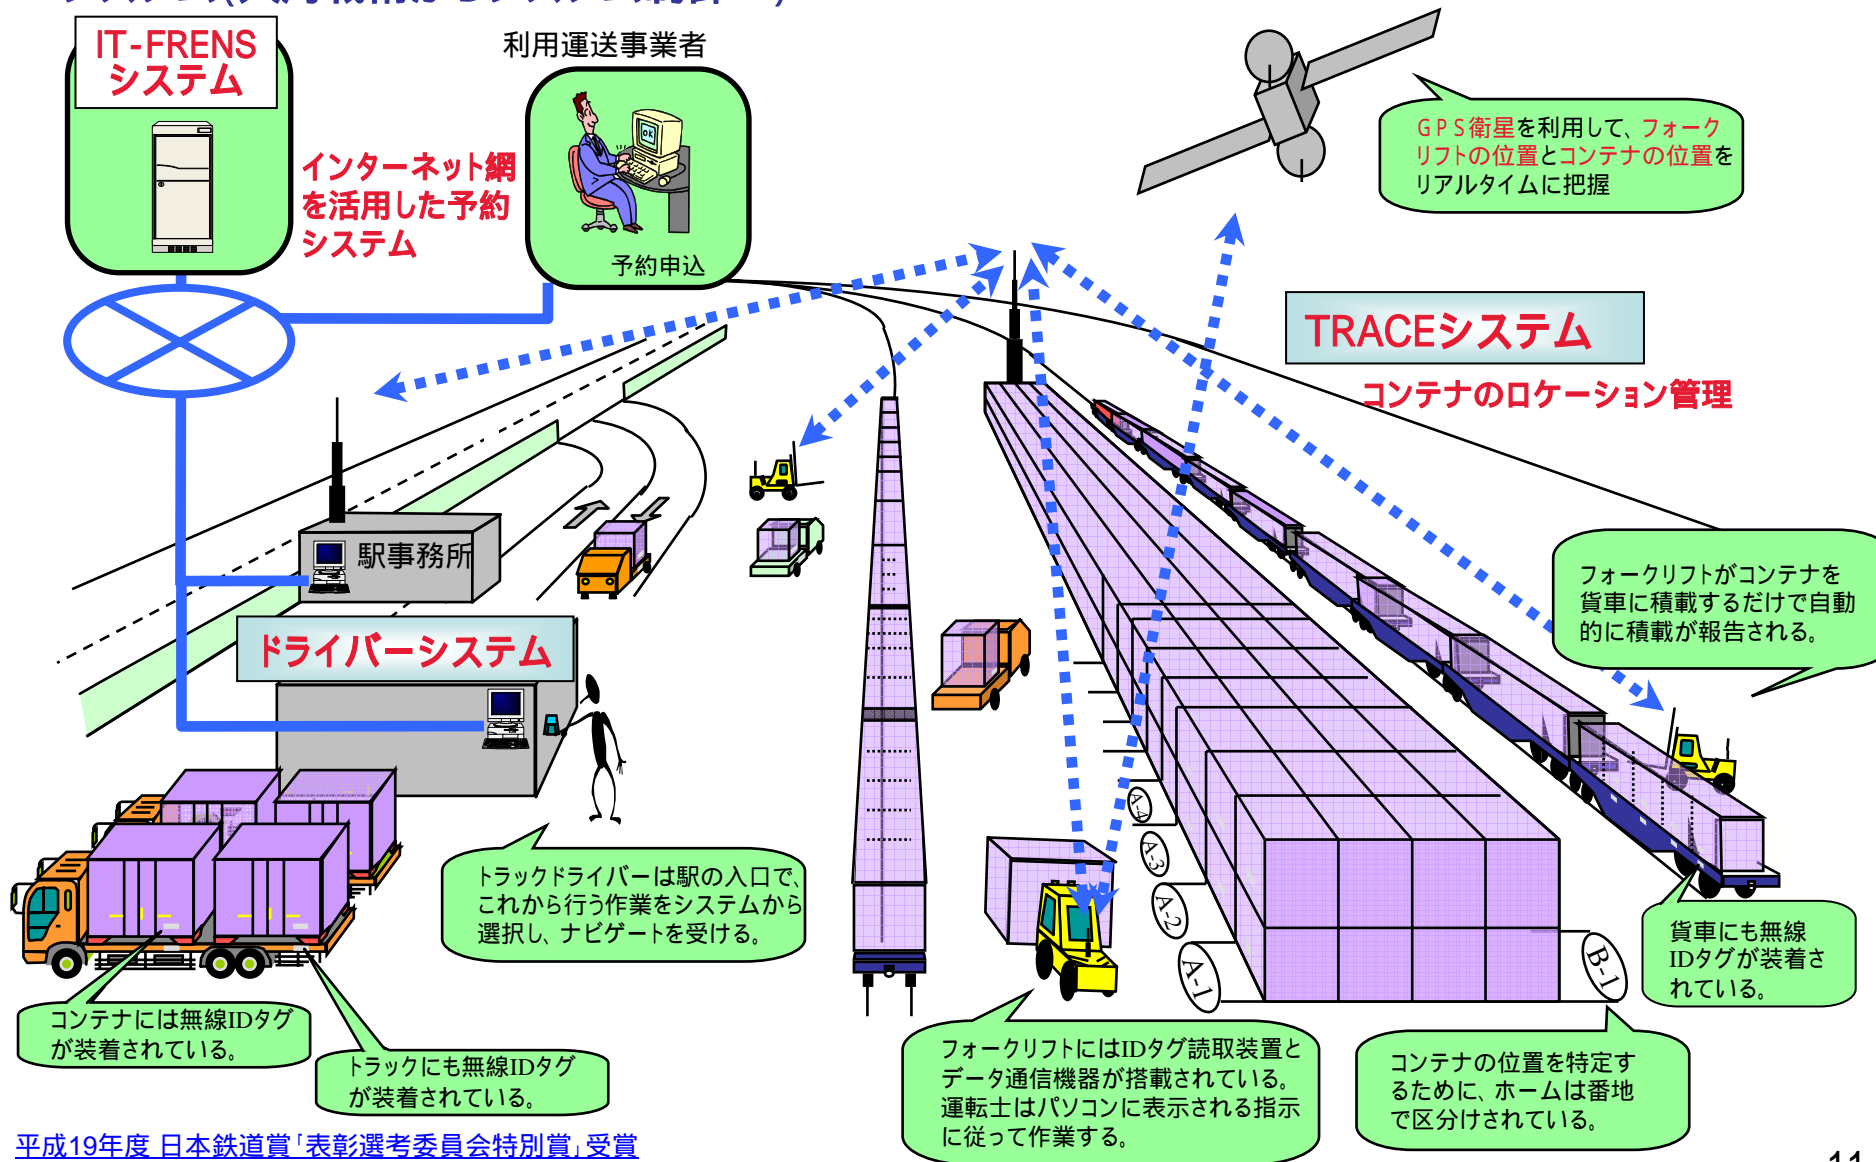 IT-FRENS
システム
利用運送事業者
インターネット網
を活用した予約
システム
予約申込
OK
GPS衛星を利用して、フォーク
リフトの位置とコンテナの位置を
リアルタイムに把握
TRACEシステム
コンテナのロケーション管理
駅事務所
ドライバーシステム
フォークリフトがコンテナを
貨車に積載するだけで自動
的に積載が報告される。
トラックドライバーは駅の入口で、
これから行う作業をシステムから
選択し、ナビゲートを受ける。
A-4
A-3
A-2
A-1
B-1
貨車にも無線
IDタグが装着さ
れている。
コンテナには無線IDタグ
が装着されている。
トラックにも無線IDタグ
が装着されている。
フォークリフトにはIDタグ読取装置と
データ通信機器が搭載されている。
運転士はパソコンに表示される指示
に従って作業する。
コンテナの位置を特定す
るために、ホームは番地
で区分けされている。
平成19年度 日本鉄道賞「表彰選考委員会特別賞」受賞
11